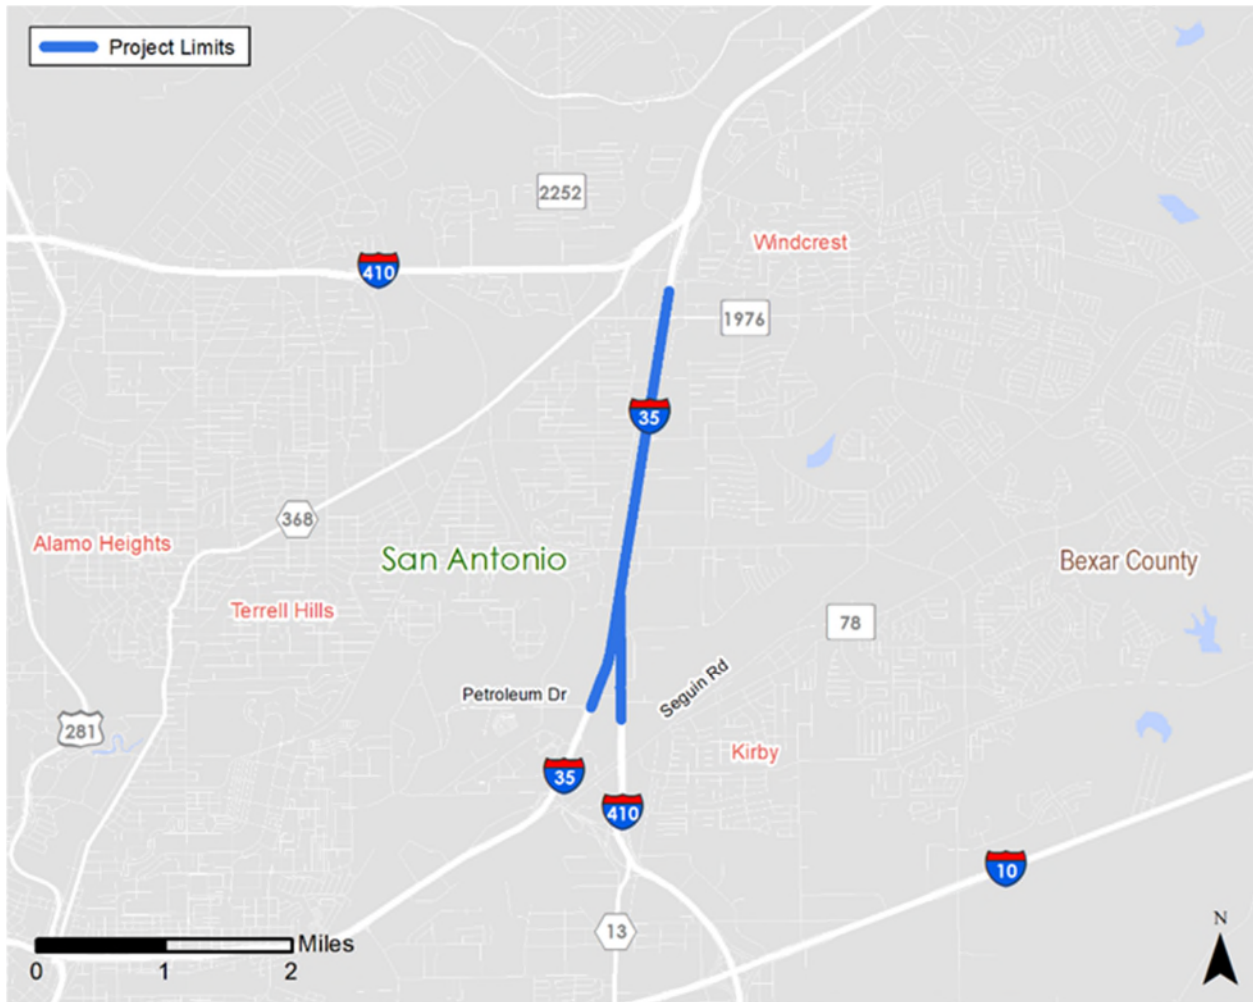 Project Limits
2252
Windcrest
410
1976
35
368
Alamo Heights
San Antonio
Bexar County
Terrell Hills
78
Seguin Rd
Petroleum Dr
281
Kirby
35
410
10
N
13
Miles
0 1 2